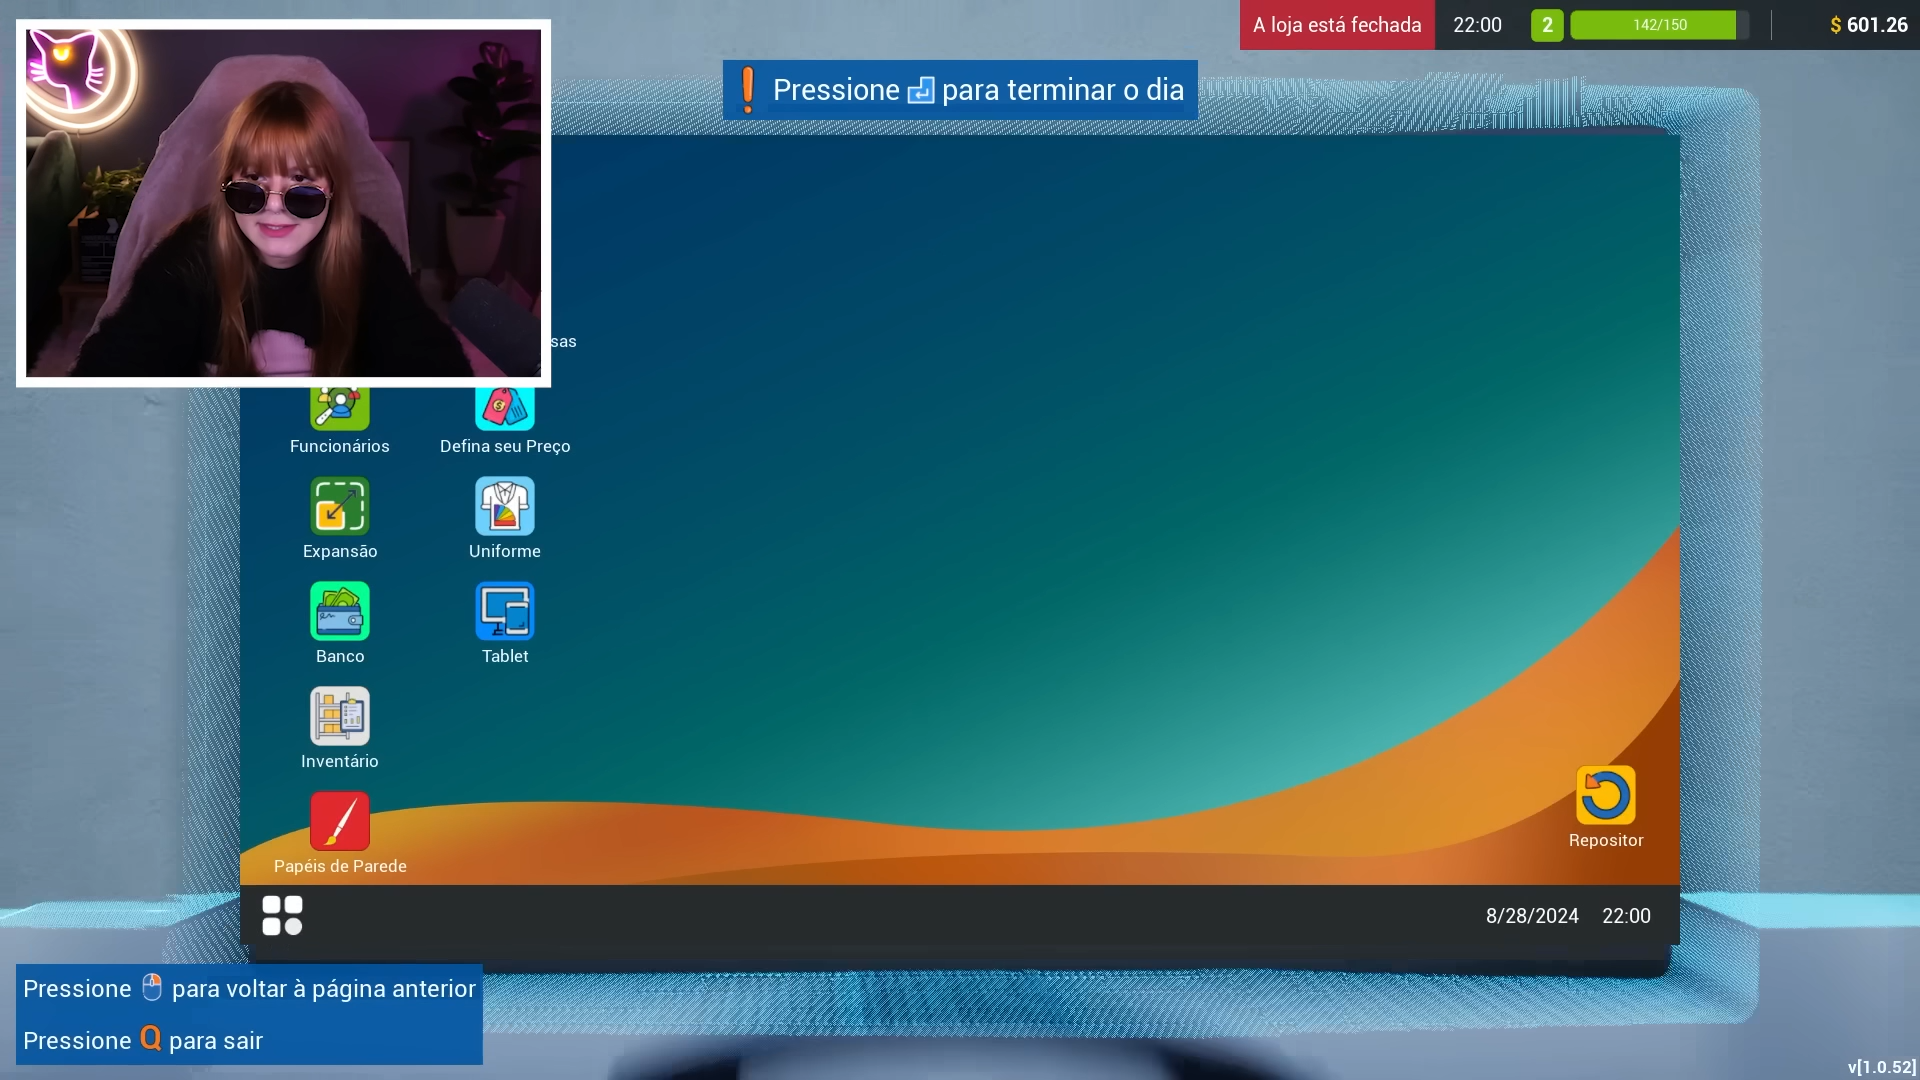 A loja está fechada
22:00
2
142/150
$ 601.26
Pressione para terminar o dia
sas
Funcionários
Defina seu Preço
Expansão
Uniforme
Banco
Tablet
Inventário
Papéis de Parede
Repositor
8/28/2024 22:00
Pressione para voltar à página anterior
Pressione Q para sair
v[1.0.52]